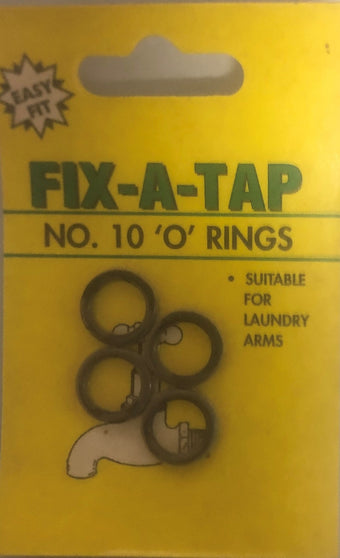 EASY
FIT
FIX-A-TAP
NO. 10 'O' RINGS
• SUITABLE
FOR
LAUNDRY
ARMS